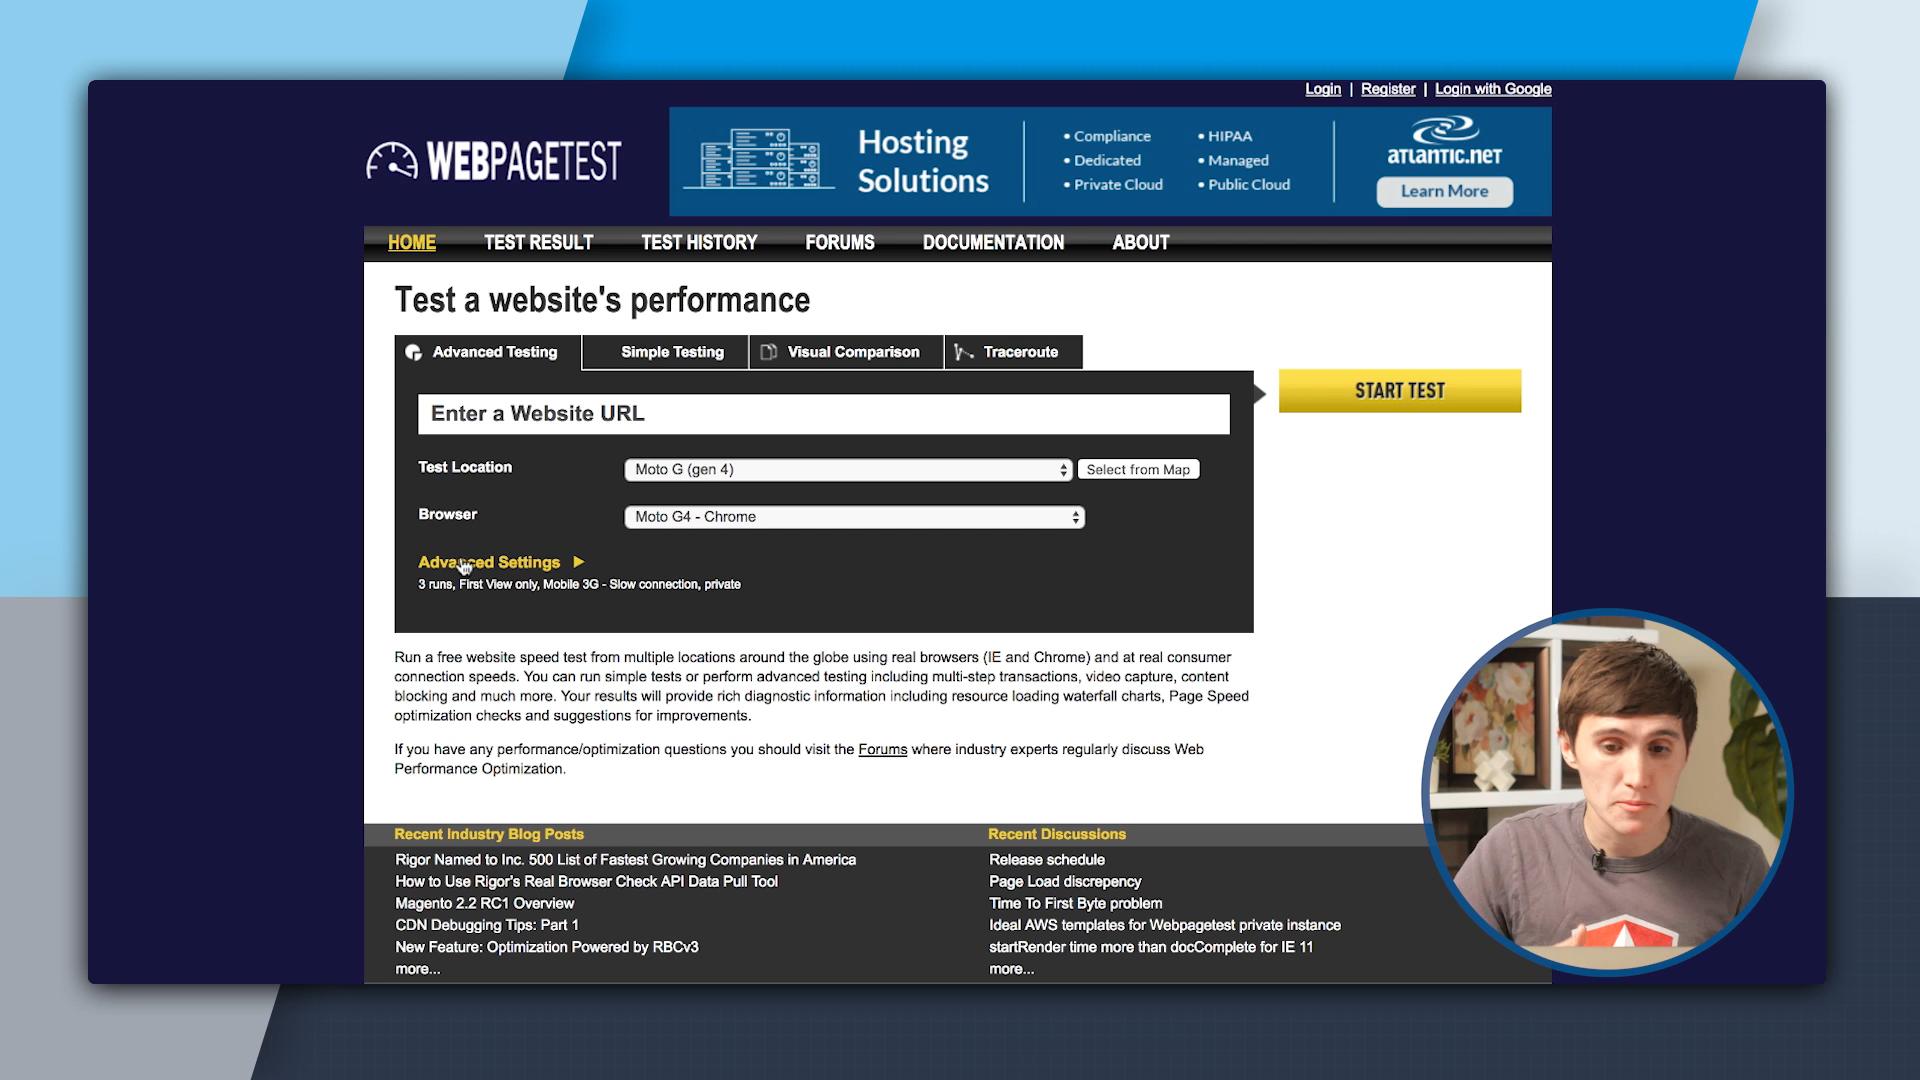 Login | Register | Login with Google
WEBPAGETEST
Hosting Solutions
• Compliance
• Dedicated
• Private Cloud
• HIPAA
• Managed
• Public Cloud
atlantic.net
Learn More
HOME TEST RESULT TEST HISTORY FORUMS DOCUMENTATION ABOUT
Test a website's performance
Advanced Testing Simple Testing Visual Comparison Traceroute
Enter a Website URL
START TEST
Test Location Moto G (gen 4) Select from Map
Browser Moto G4 - Chrome
Advanced Settings
3 runs, First View only, Mobile 3G - Slow connection, private
Run a free website speed test from multiple locations around the globe using real browsers (IE and Chrome) and at real consumer
connection speeds. You can run simple tests or perform advanced testing including multi-step transactions, video capture, content
blocking and much more. Your results will provide rich diagnostic information including resource loading waterfall charts, Page Speed
optimization checks and suggestions for improvements.
If you have any performance/optimization questions you should visit the Forums where industry experts regularly discuss Web
Performance Optimization.
Recent Industry Blog Posts
Rigor Named to Inc. 500 List of Fastest Growing Companies in America
How to Use Rigor's Real Browser Check API Data Pull Tool
Magento 2.2 RC1 Overview
CDN Debugging Tips: Part 1
New Feature: Optimization Powered by RBCv3
more...
Recent Discussions
Release schedule
Page Load discrepency
Time To First Byte problem
Ideal AWS templates for Webpagetest private instance
startRender time more than docComplete for IE 11
more...